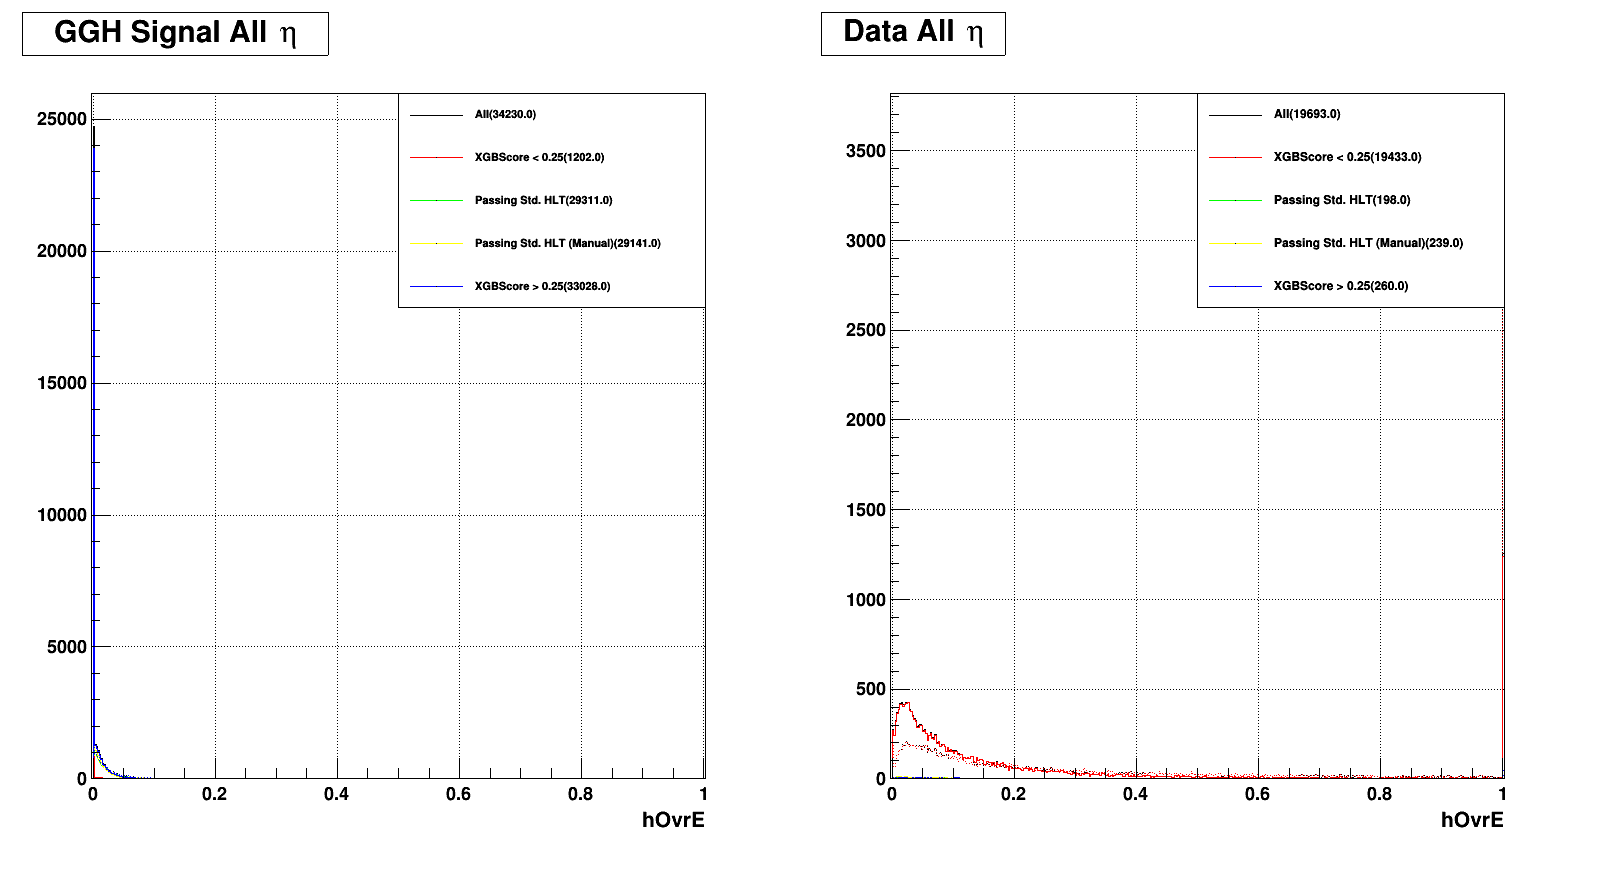 GGH Signal All η
25000
20000
15000
10000
5000
0
0 0.2 0.4 0.6 0.8 1
hOvrE
All(34230.0)
XGBScore < 0.25(1202.0)
Passing Std. HLT(29311.0)
Passing Std. HLT (Manual)(29141.0)
XGBScore > 0.25(33028.0)
Data All η
3500
3000
2500
2000
1500
1000
500
0
0 0.2 0.4 0.6 0.8 1
hOvrE
All(19693.0)
XGBScore < 0.25(19433.0)
Passing Std. HLT(198.0)
Passing Std. HLT (Manual)(239.0)
XGBScore > 0.25(260.0)